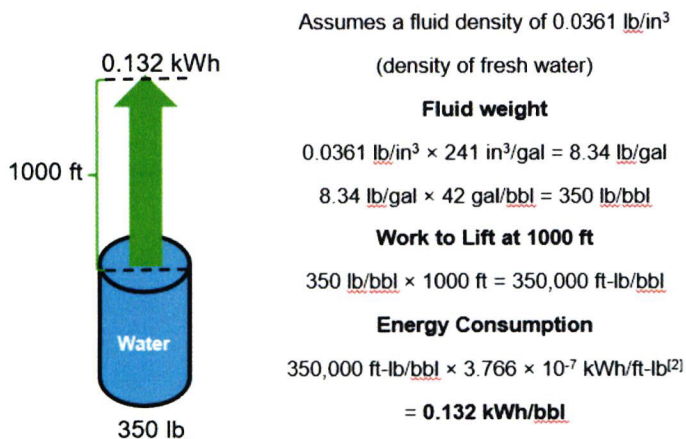 Assumes a fluid density of 0.0361 lb/in³
(density of fresh water)
Fluid weight
0.0361 lb/in³ × 241 in³/gal = 8.34 lb/gal
8.34 lb/gal × 42 gal/bbl = 350 lb/bbl
Work to Lift at 1000 ft
350 lb/bbl × 1000 ft = 350,000 ft-lb/bbl
Energy Consumption
350,000 ft-lb/bbl × 3.766 × 10⁻⁷ kWh/ft-lb[2]
= 0.132 kWh/bbl
0.132 kWh
1000 ft
Water
350 lb